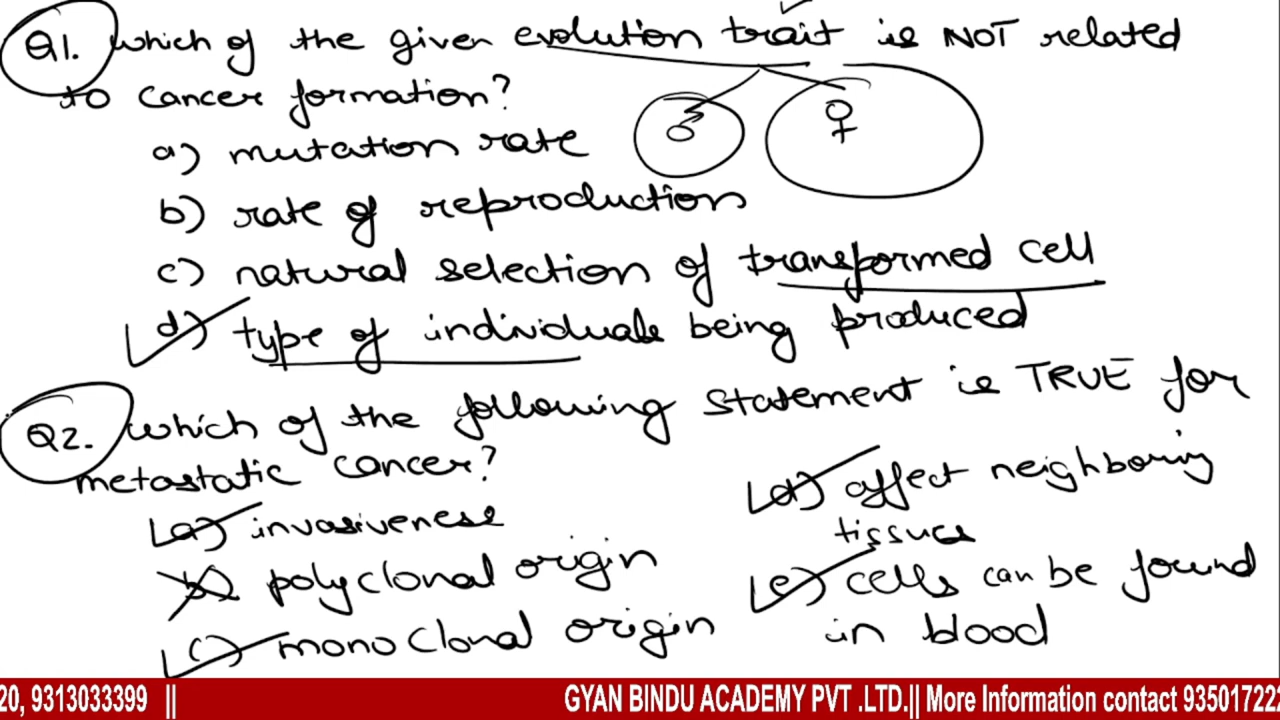 Q1. which of the given evolution trait is NOT related
to cancer formation?
a) mutation rate
b) rate of reproduction
c) natural selection of transformed cell
d) type of individuals being produced
Q2. which of the following statement is TRUE for
metastatic cancer?
a) invasiveness
b) polyclonal origin
c) monoclonal origin
d) affect neighboring
tissues
e) cells can be found
in blood
20, 9313033399 || GYAN BINDU ACADEMY PVT .LTD.|| More Information contact 935017222